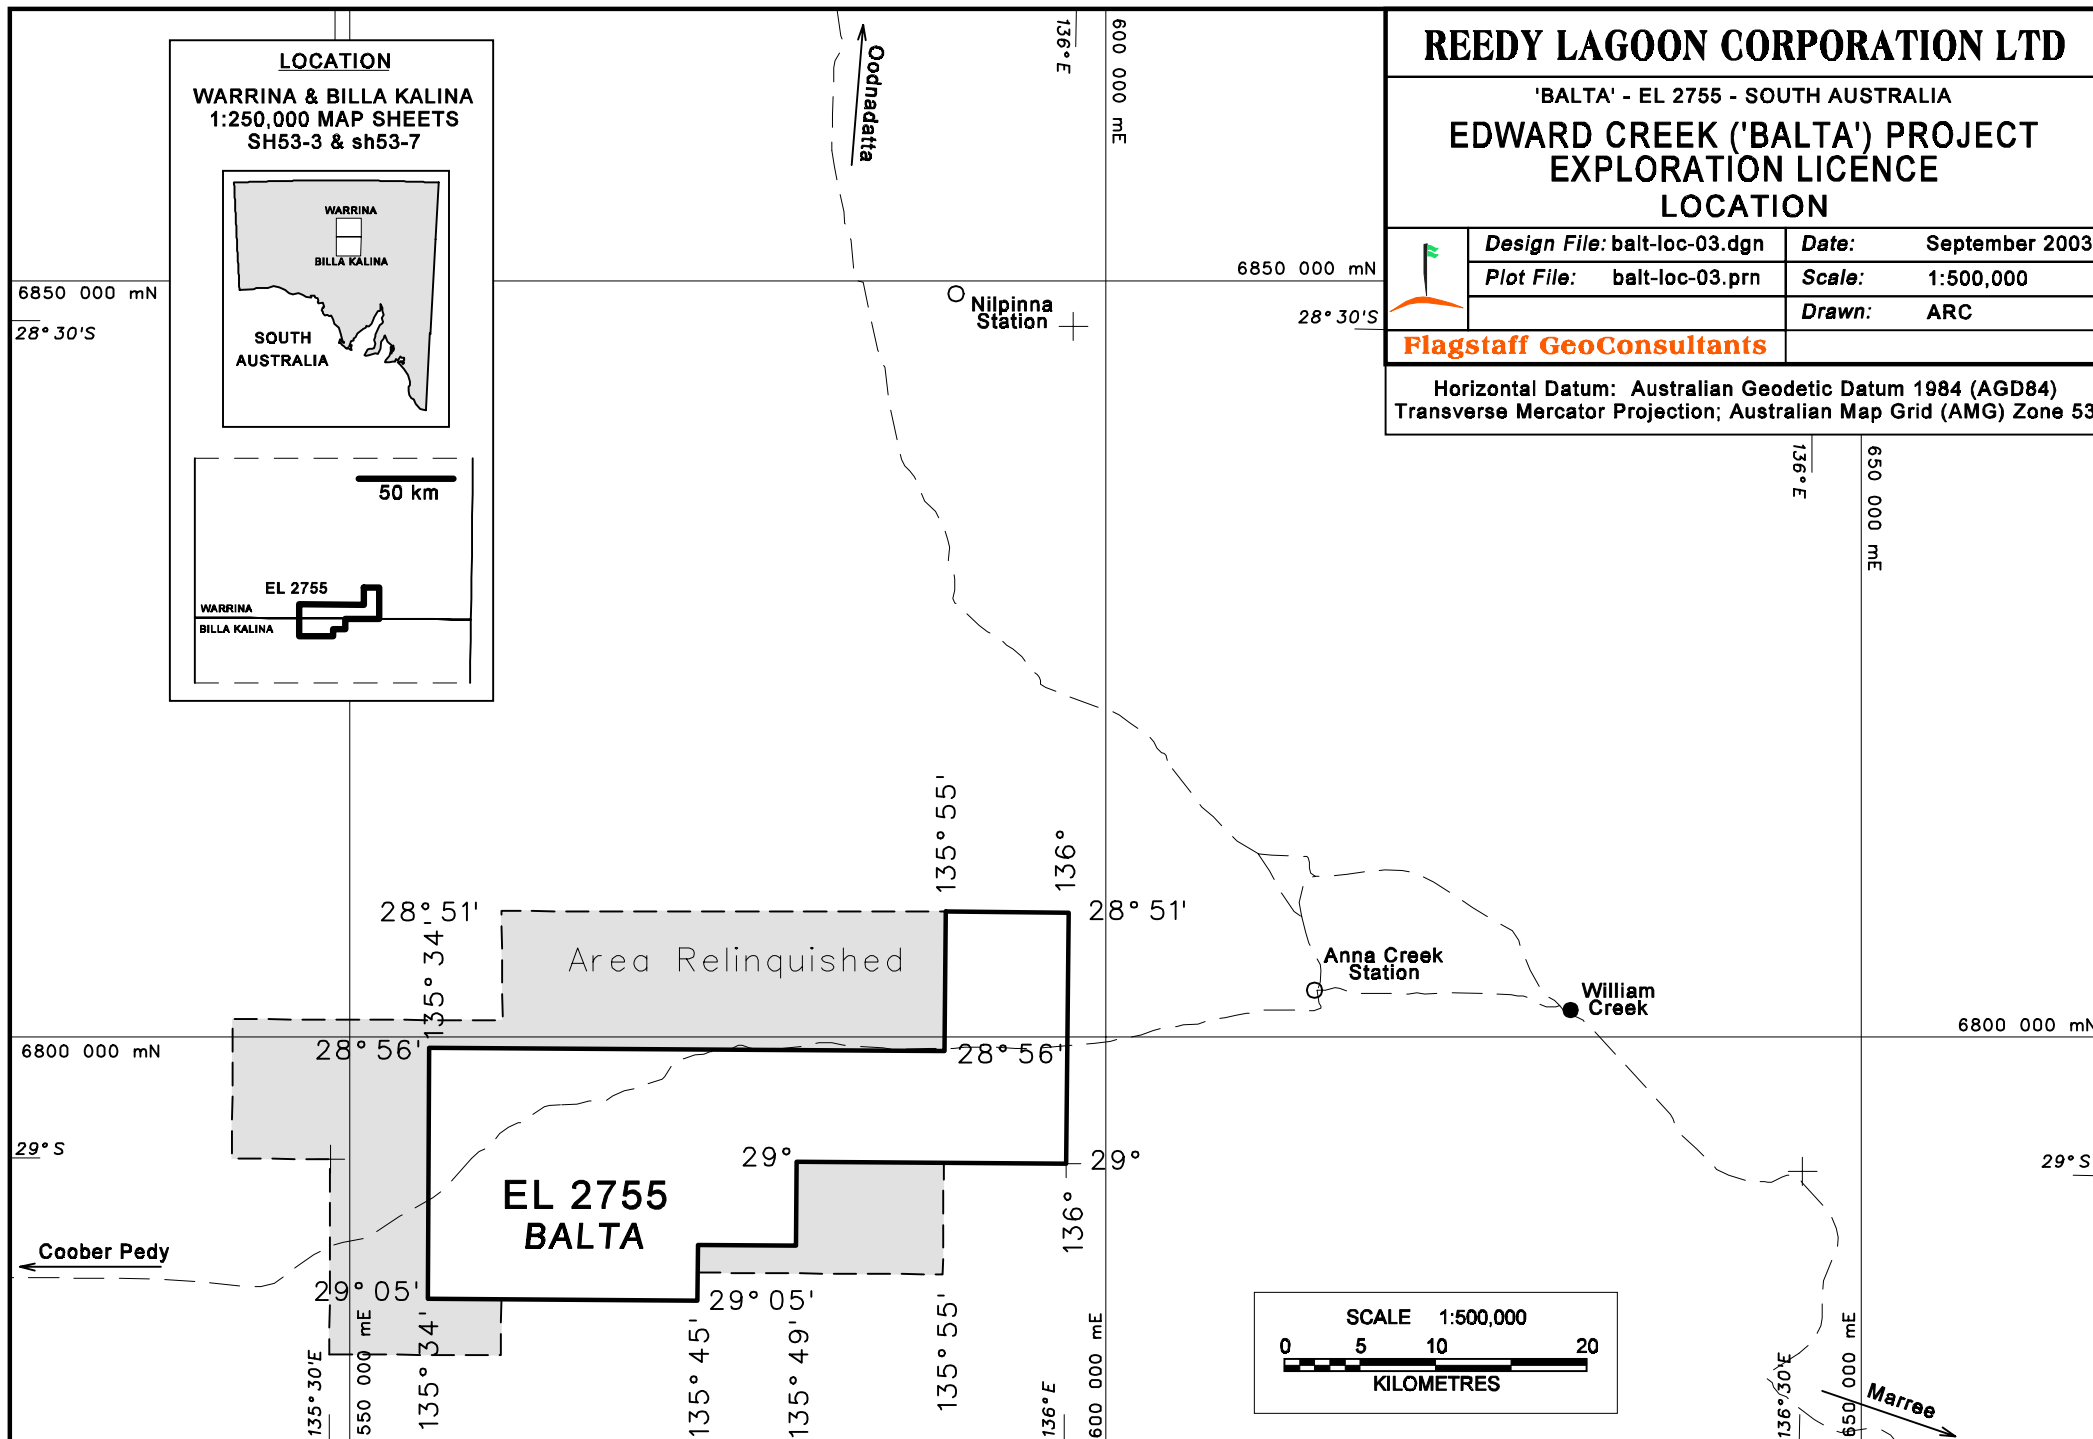 LOCATION
WARRINA & BILLA KALINA
1:250,000 MAP SHEETS
SH53-3 & sh53-7
WARRINA
BILLA KALINA
SOUTH
AUSTRALIA
50 km
EL 2755
WARRINA
BILLA KALINA
Oodnadatta
136° E
600 000 mE
REEDY LAGOON CORPORATION LTD
'BALTA' - EL 2755 - SOUTH AUSTRALIA
EDWARD CREEK ('BALTA') PROJECT
EXPLORATION LICENCE
LOCATION
Design File: balt-loc-03.dgn
Date: September 2003
Plot File: balt-loc-03.prn
Scale: 1:500,000
Drawn: ARC
Flagstaff GeoConsultants
Horizontal Datum: Australian Geodetic Datum 1984 (AGD84)
Transverse Mercator Projection; Australian Map Grid (AMG) Zone 53
6850 000 mN
28° 30'S
6850 000 mN
28° 30'S
Nilpinna
Station
136° E
650 000 mE
135° 55'
136°
28° 51'
28° 51'
135° 34'
Area Relinquished
Anna Creek
Station
William
Creek
6800 000 mN
28° 56'
28° 56'
6800 000 mN
29° S
29°
29°
29° S
EL 2755
BALTA
136°
Coober Pedy
29° 05'
29° 05'
135° 30'E
550 000 mE
135° 34'
135° 45'
135° 49'
135° 55'
136° E
600 000 mE
SCALE 1:500,000
0 5 10 20
KILOMETRES
136° 30'E
650 000 mE
Marree